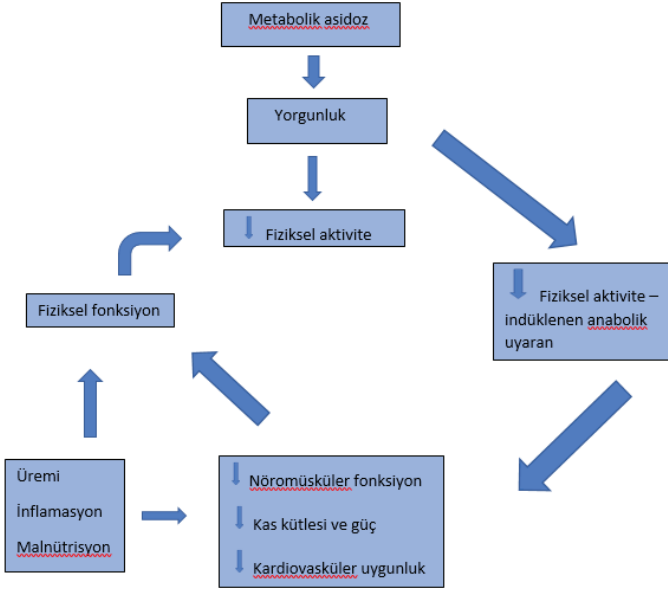 Metabolik asidoz
Yorgunluk
Fiziksel aktivite
Fiziksel fonksiyon
Fiziksel aktivite –
indüklenen anabolik
uyaran
Üremi
İnflamasyon
Malnütrisyon
Nöromüsküler fonksiyon
Kas kütlesi ve güç
Kardiovasküler uygunluk